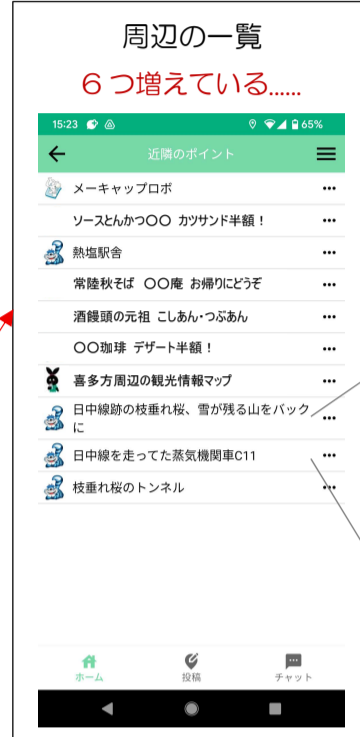 周辺の一覧
６つ増えている……
15:23 65%
近隣のポイント
メーキャップロボ
ソースとんかつ〇〇 カツサンド半額！
熱塩駅舎
常陸秋そば 〇〇庵 お帰りにどうぞ
酒饅頭の元祖 こしあん・つぶあん
〇〇珈琲 デザート半額！
喜多方周辺の観光情報マップ
日中線跡の枝垂れ桜、雪が残る山をバック
に
日中線を走ってた蒸気機関車C11
枝垂れ桜のトンネル
ホーム 投稿 チャット